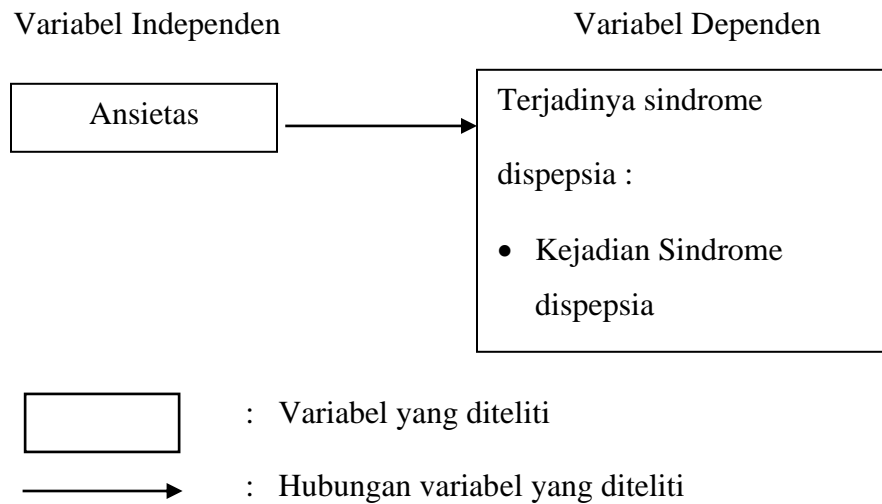 Variabel Independen Variabel Dependen
Ansietas
Terjadinya sindrome
dispepsia :
• Kejadian Sindrome
dispepsia
: Variabel yang diteliti
: Hubungan variabel yang diteliti